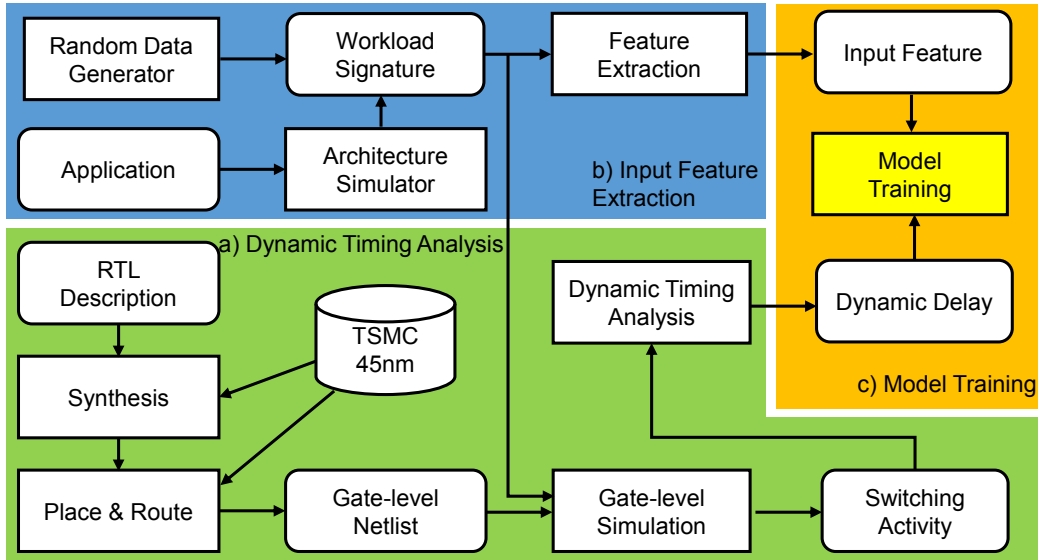 Random Data
Generator
Workload
Signature
Feature
Extraction
Input Feature
Application
Architecture
Simulator
b) Input Feature
Extraction
Model
Training
a) Dynamic Timing Analysis
RTL
Description
TSMC
45nm
Dynamic Timing
Analysis
Dynamic Delay
Synthesis
c) Model Training
Place & Route
Gate-level
Netlist
Gate-level
Simulation
Switching
Activity